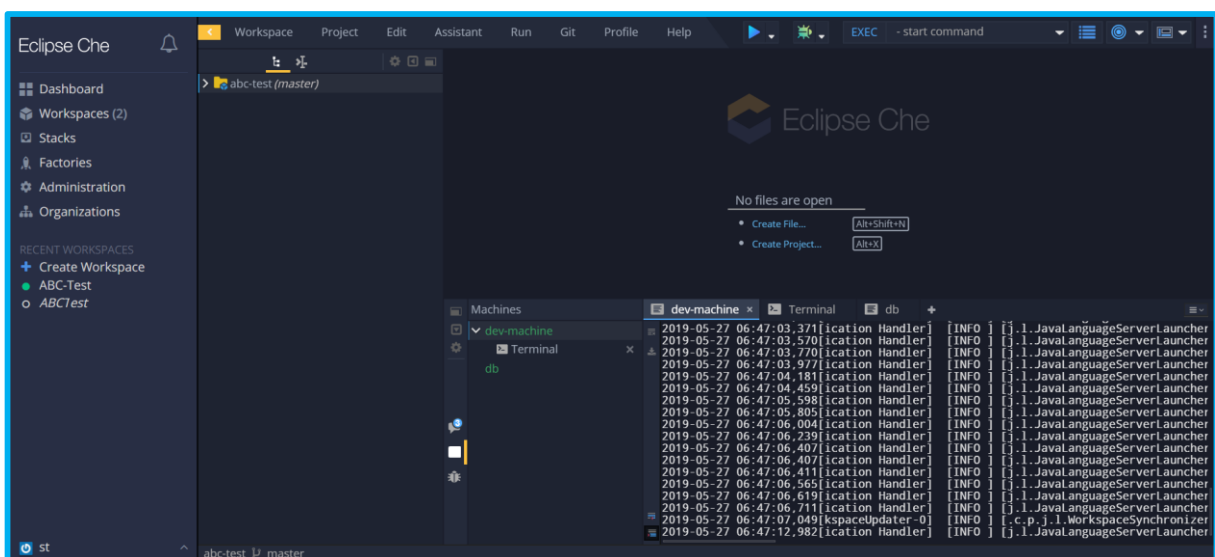 Eclipse Che
Dashboard
Workspaces (2)
Stacks
Factories
Administration
Organizations
RECENT WORKSPACES
+ Create Workspace
ABC-Test
ABCTest
st
Workspace Project Edit Assistant Run Git Profile Help
EXEC - start command
abc-test (master)
Eclipse Che
No files are open
Create File... Alt+Shift+N
Create Project... Alt+X
Machines
dev-machine
Terminal ×
db
3
dev-machine × Terminal db +
2019-05-27 06:47:03,371[ication Handler] [INFO ] [j.l.JavaLanguageServerLauncher
2019-05-27 06:47:03,570[ication Handler] [INFO ] [j.l.JavaLanguageServerLauncher
2019-05-27 06:47:03,770[ication Handler] [INFO ] [j.l.JavaLanguageServerLauncher
2019-05-27 06:47:03,977[ication Handler] [INFO ] [j.l.JavaLanguageServerLauncher
2019-05-27 06:47:04,181[ication Handler] [INFO ] [j.l.JavaLanguageServerLauncher
2019-05-27 06:47:04,459[ication Handler] [INFO ] [j.l.JavaLanguageServerLauncher
2019-05-27 06:47:05,598[ication Handler] [INFO ] [j.l.JavaLanguageServerLauncher
2019-05-27 06:47:05,805[ication Handler] [INFO ] [j.l.JavaLanguageServerLauncher
2019-05-27 06:47:06,004[ication Handler] [INFO ] [j.l.JavaLanguageServerLauncher
2019-05-27 06:47:06,239[ication Handler] [INFO ] [j.l.JavaLanguageServerLauncher
2019-05-27 06:47:06,407[ication Handler] [INFO ] [j.l.JavaLanguageServerLauncher
2019-05-27 06:47:06,407[ication Handler] [INFO ] [j.l.JavaLanguageServerLauncher
2019-05-27 06:47:06,411[ication Handler] [INFO ] [j.l.JavaLanguageServerLauncher
2019-05-27 06:47:06,565[ication Handler] [INFO ] [j.l.JavaLanguageServerLauncher
2019-05-27 06:47:06,619[ication Handler] [INFO ] [j.l.JavaLanguageServerLauncher
2019-05-27 06:47:06,711[ication Handler] [INFO ] [j.l.JavaLanguageServerLauncher
2019-05-27 06:47:07,049[kspaceUpdater-0] [INFO ] [.c.p.j.l.WorkspaceSynchronizer
2019-05-27 06:47:12,982[ication Handler] [INFO ] [j.l.JavaLanguageServerLauncher
abc-test master